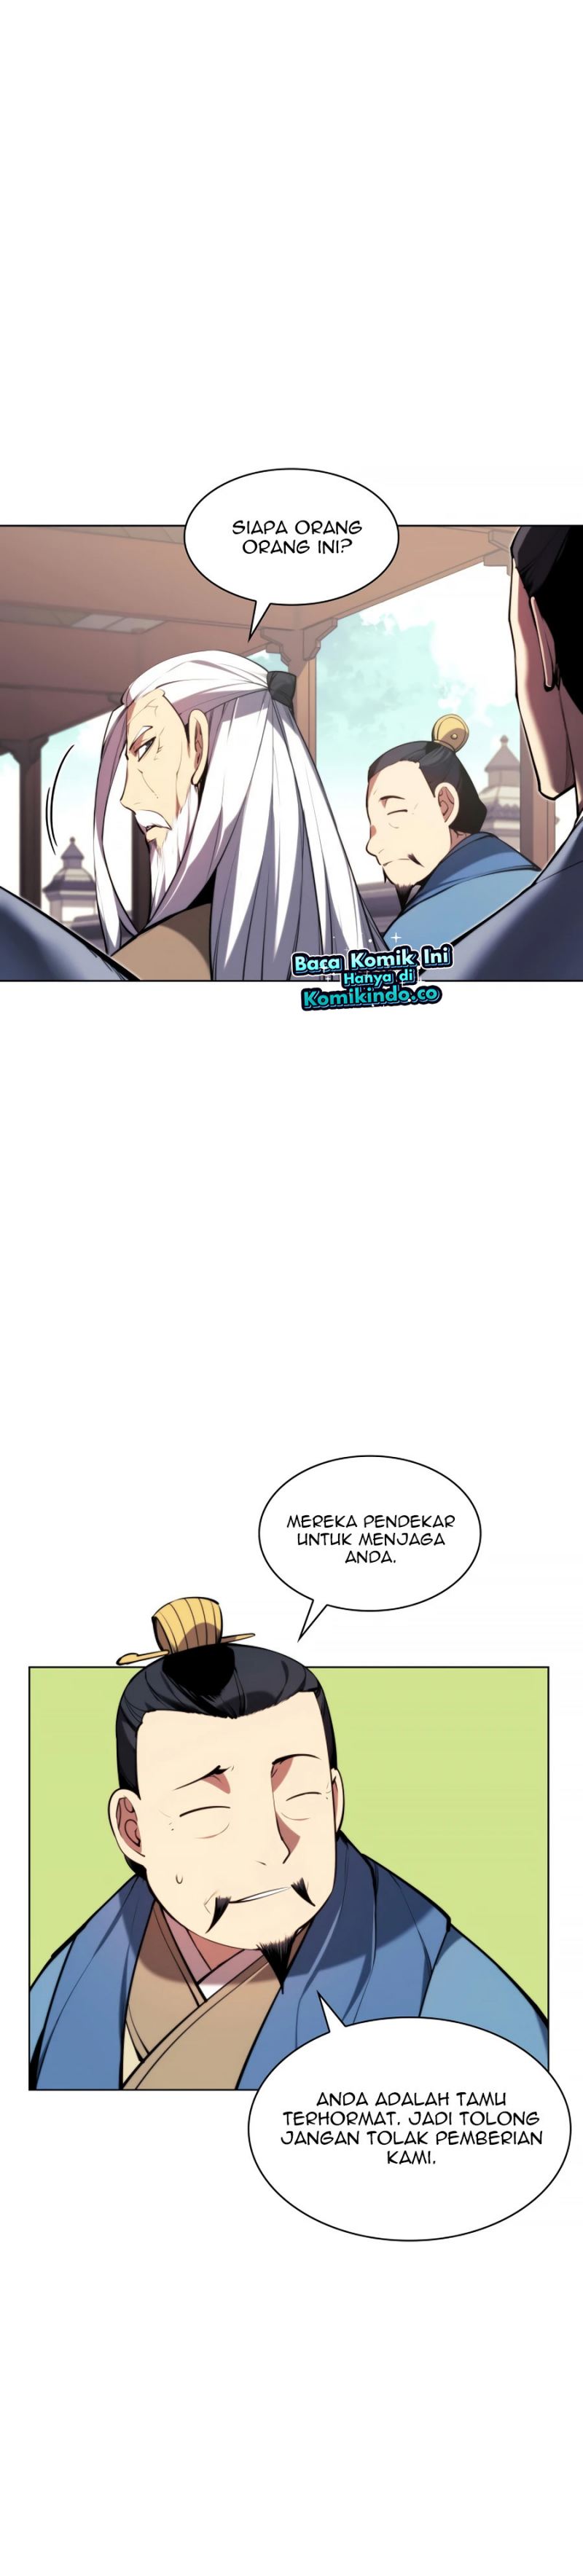 SIAPA ORANG
ORANG INI?
Baca Komik Ini
Hanya di
Komikindo.co
MEREKA PENDEKAR
UNTUK MENJAGA
ANDA.
ANDA ADALAH TAMU
TERHORMAT. JADI TOLONG
JANGAN TOLAK PEMBERIAN
KAMI.